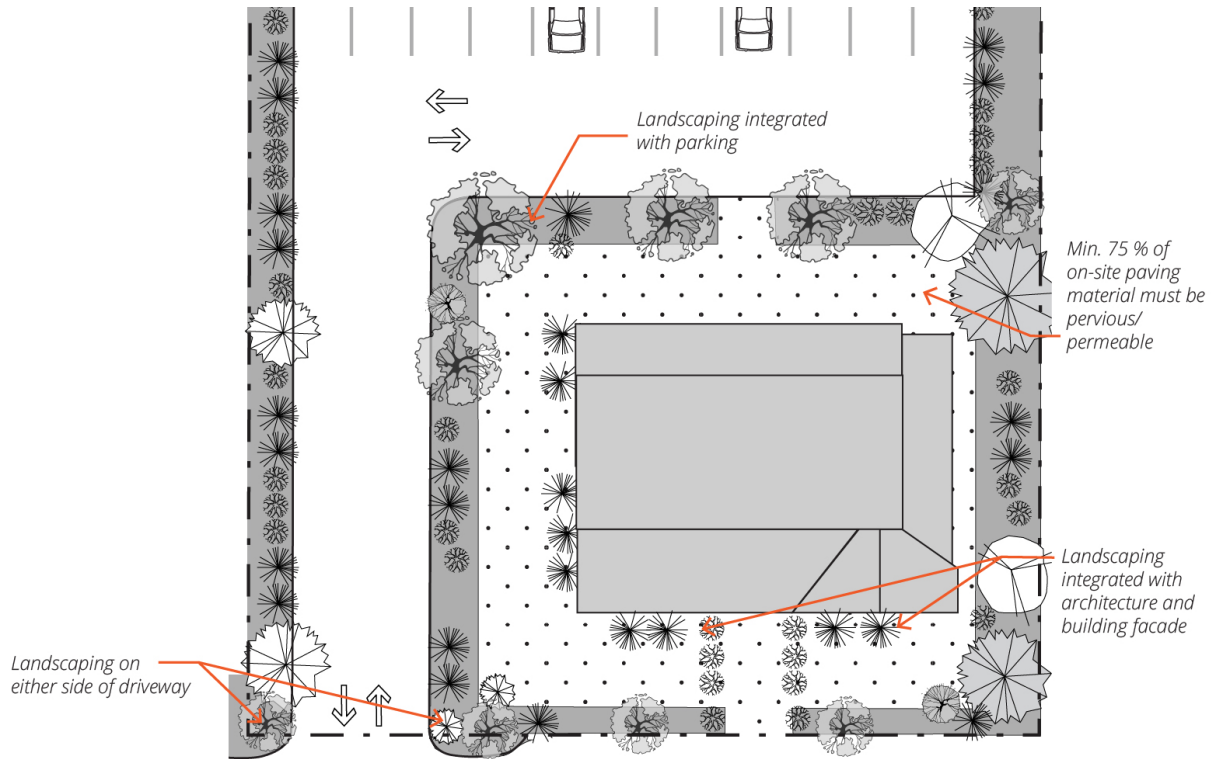 Landscaping integrated
with parking
Min. 75 % of
on-site paving
material must be
pervious/
permeable
Landscaping
integrated with
architecture and
building facade
Landscaping on
either side of driveway